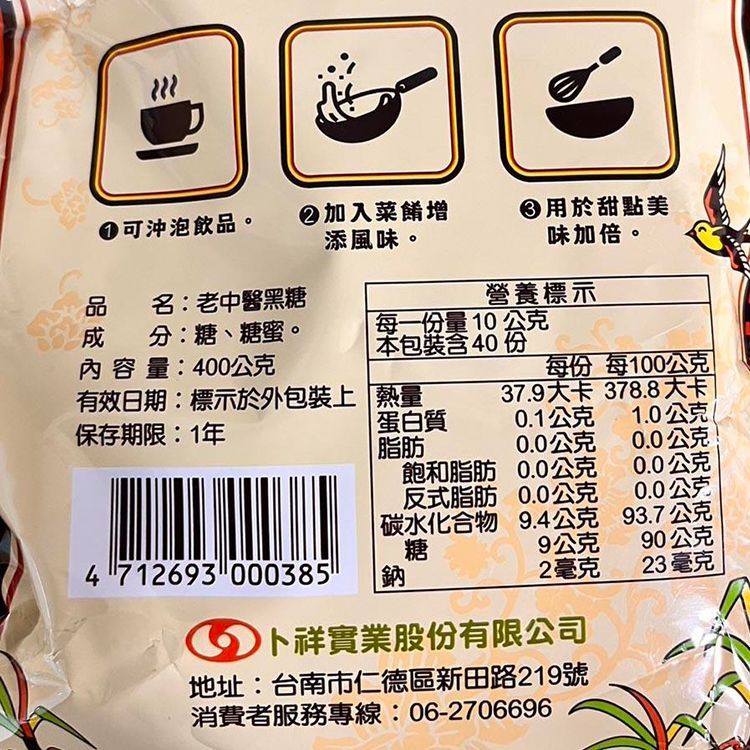 ❶可沖泡飲品。
❷加入菜餚增
添風味。
❸用於甜點美
味加倍。
品　名：老中醫黑糖
成　分：糖、糖蜜。
內容量：400公克
有效日期：標示於外包裝上
保存期限：1年
4 712693 000385
營養標示
每一份量10公克
本包裝含40份
每份 每100公克
熱量 37.9大卡 378.8大卡
蛋白質 0.1公克 1.0公克
脂肪 0.0公克 0.0公克
飽和脂肪 0.0公克 0.0公克
反式脂肪 0.0公克 0.0公克
碳水化合物 9.4公克 93.7公克
糖 9公克 90公克
鈉 2毫克 23毫克
卜祥實業股份有限公司
地址：台南市仁德區新田路219號
消費者服務專線：06-2706696